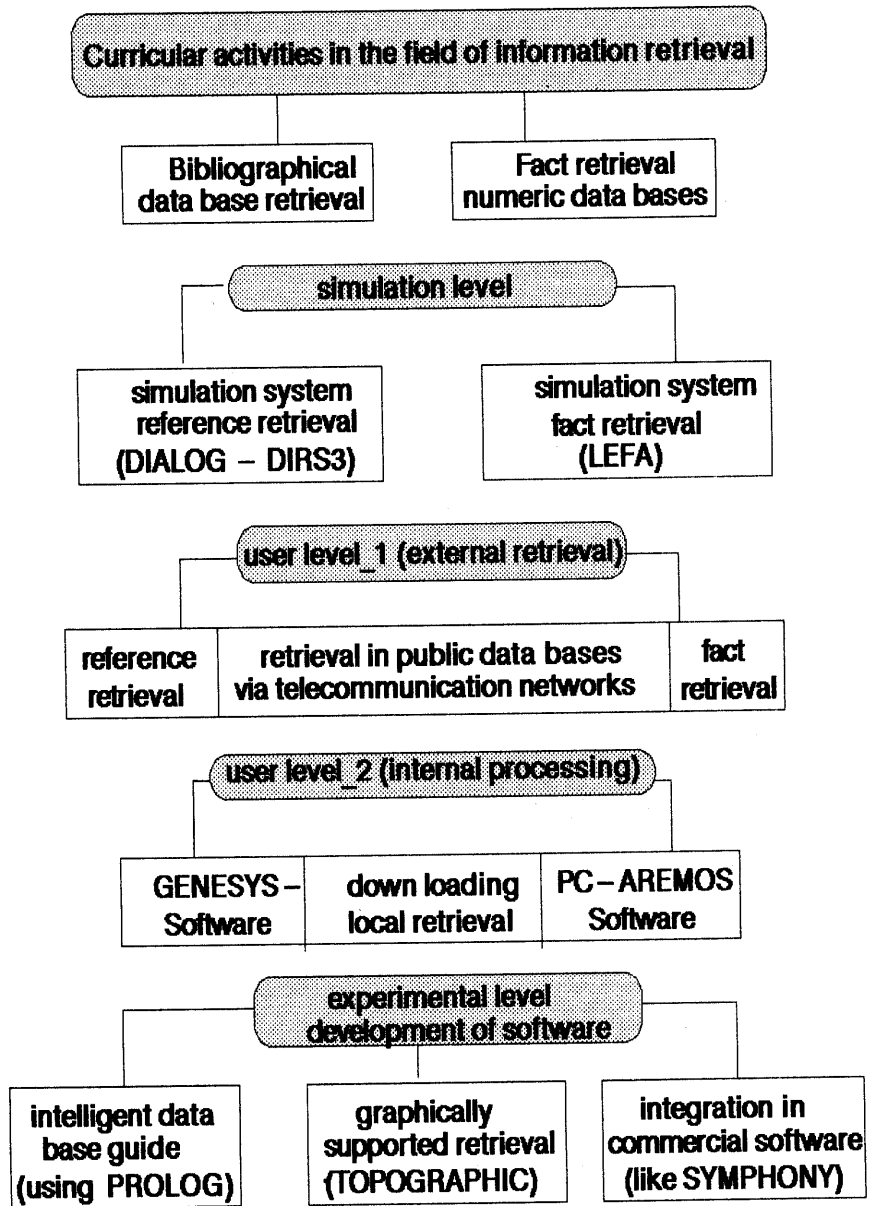 Curricular activities in the field of information retrieval
Bibliographical
data base retrieval
Fact retrieval
numeric data bases
simulation level
simulation system
reference retrieval
(DIALOG – DIRS3)
simulation system
fact retrieval
(LEFA)
user level_1 (external retrieval)
reference
retrieval
retrieval in public data bases
via telecommunication networks
fact
retrieval
user level_2 (internal processing)
GENESYS –
Software
down loading
local retrieval
PC – AREMOS
Software
experimental level
development of software
intelligent data
base guide
(using PROLOG)
graphically
supported retrieval
(TOPOGRAPHIC)
integration in
commercial software
(like SYMPHONY)